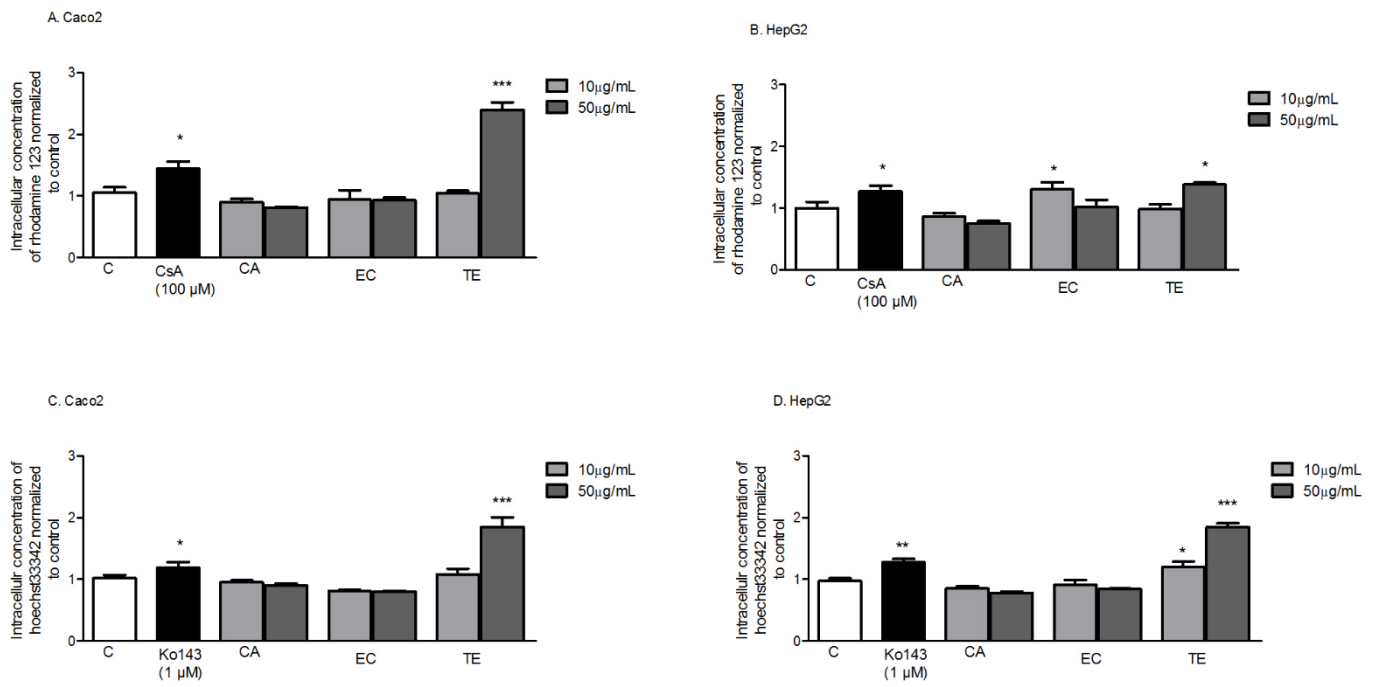 A. Caco2
Intracellular concentration
of rhodamine 123 normalized
to control
3
2
1
0
*
***
10µg/mL
50µg/mL
C
CsA
(100 µM)
CA
EC
TE
B. HepG2
Intracellular concentration
of rhodamine 123 normalized
to control
3
2
1
0
*
*
*
10µg/mL
50µg/mL
C
CsA
(100 µM)
CA
EC
TE
C. Caco2
Intracellulr concentration of
hoechst33342 normalized
to control
3
2
1
0
*
***
10µg/mL
50µg/mL
C
Ko143
(1 µM)
CA
EC
TE
D. HepG2
Intracellulr concentration of
hoechst33342 normalized
to control
3
2
1
0
**
*
***
10µg/mL
50µg/mL
C
Ko143
(1 µM)
CA
EC
TE